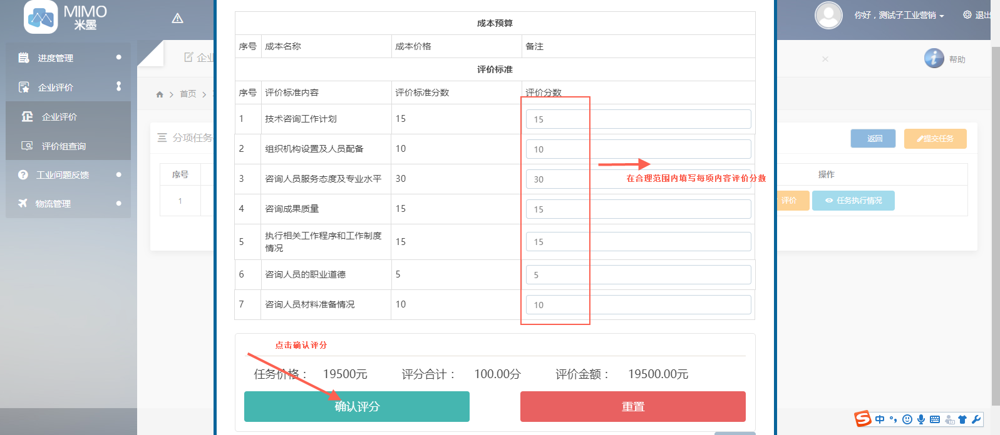 MIMO
米墨
你好，测试子工业营销
退出
进度管理
企业评价
企业评价
评价组查询
工业问题反馈
物流管理
企业
帮助
首页
分项任务
返回
提交任务
序号
操作
1
评价
任务执行情况
成本预算
序号 成本名称 成本价格 备注
评价标准
序号 评价标准内容 评价标准分数 评价分数
1 技术咨询工作计划 15 15
2 组织机构设置及人员配备 10 10
3 咨询人员服务态度及专业水平 30 30
在合理范围内填写每项内容评价分数
4 咨询成果质量 15 15
5 执行相关工作程序和工作制度
情况 15 15
6 咨询人员的职业道德 5 5
7 咨询人员材料准备情况 10 10
点击确认评分
任务价格： 19500元 评分合计： 100.00分 评价金额： 19500.00元
确认评分 重置
中